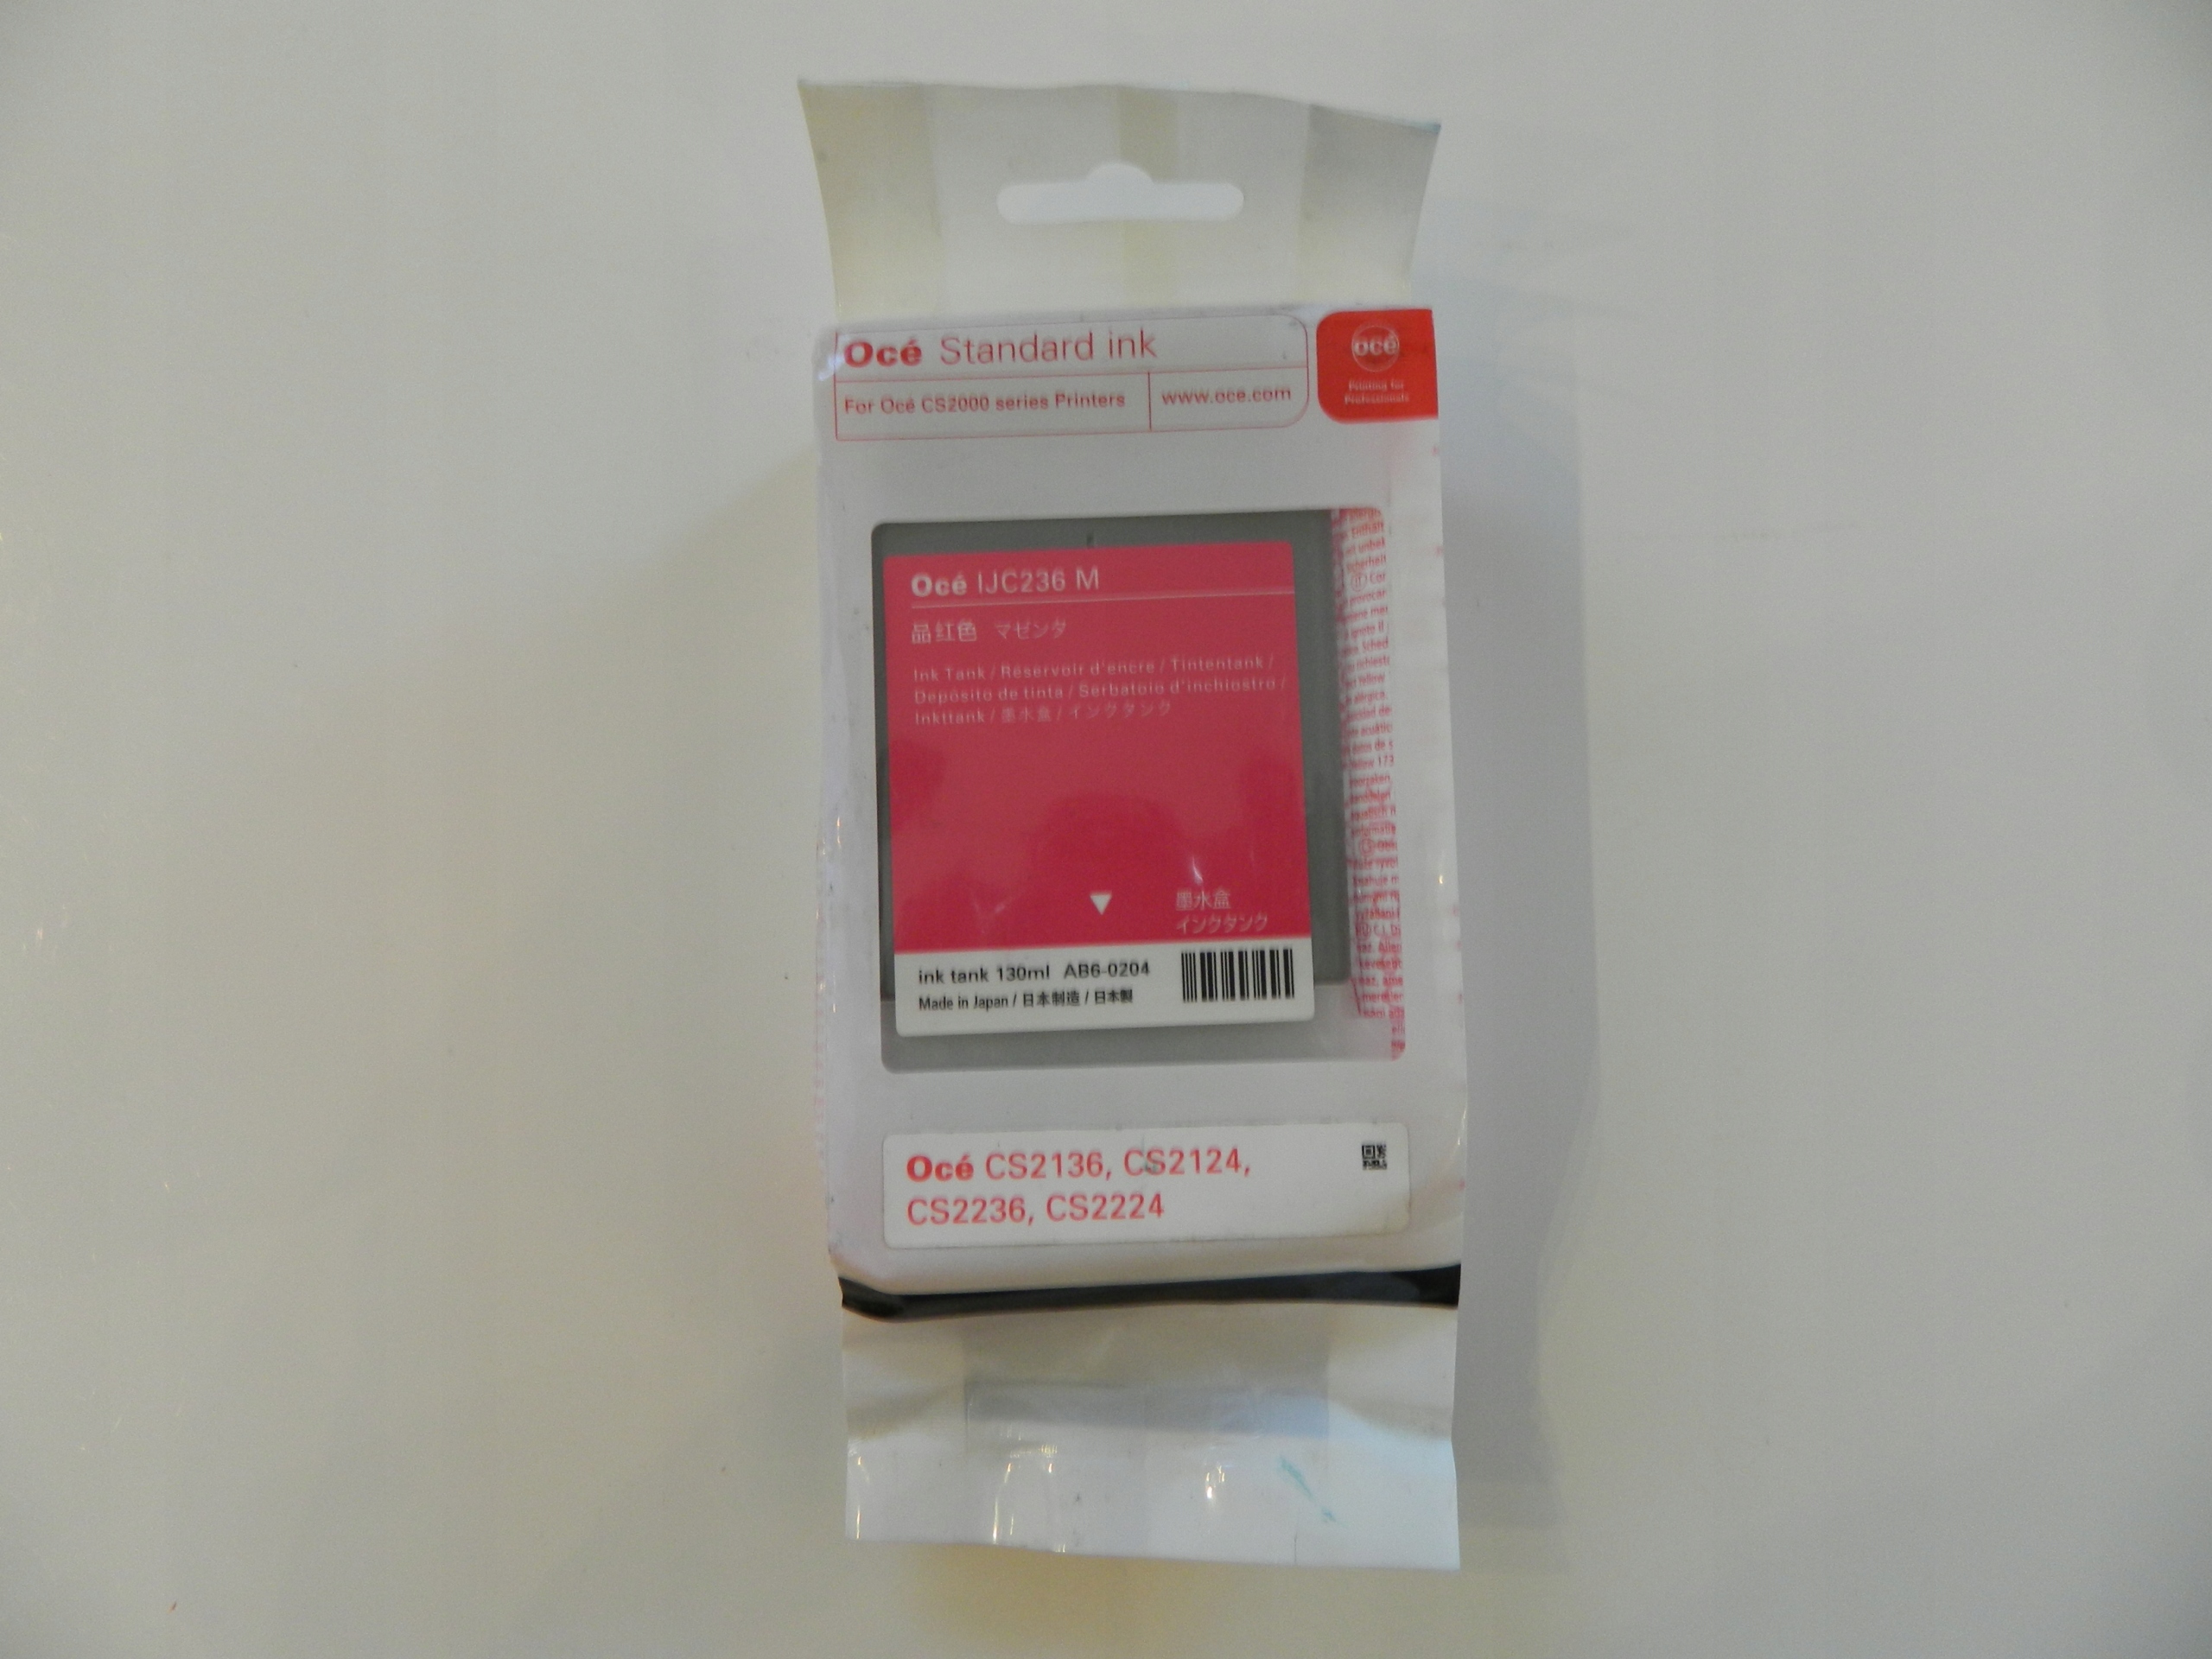 Océ Standard ink
For Océ CS2000 series Printers
www.oce.com
océ
Printing for
Professionals
Océ IJC236 M
品红色 マゼンタ
Ink Tank / Réservoir d'encre / Tintentank /
Depósito de tinta / Serbatoio d'inchiostro /
Inkttank / 墨水盒 / インクタンク
墨水盒
インクタンク
ink tank 130ml AB6-0204
Made in Japan / 日本制造 / 日本製
Océ CS2136, CS2124,
CS2236, CS2224